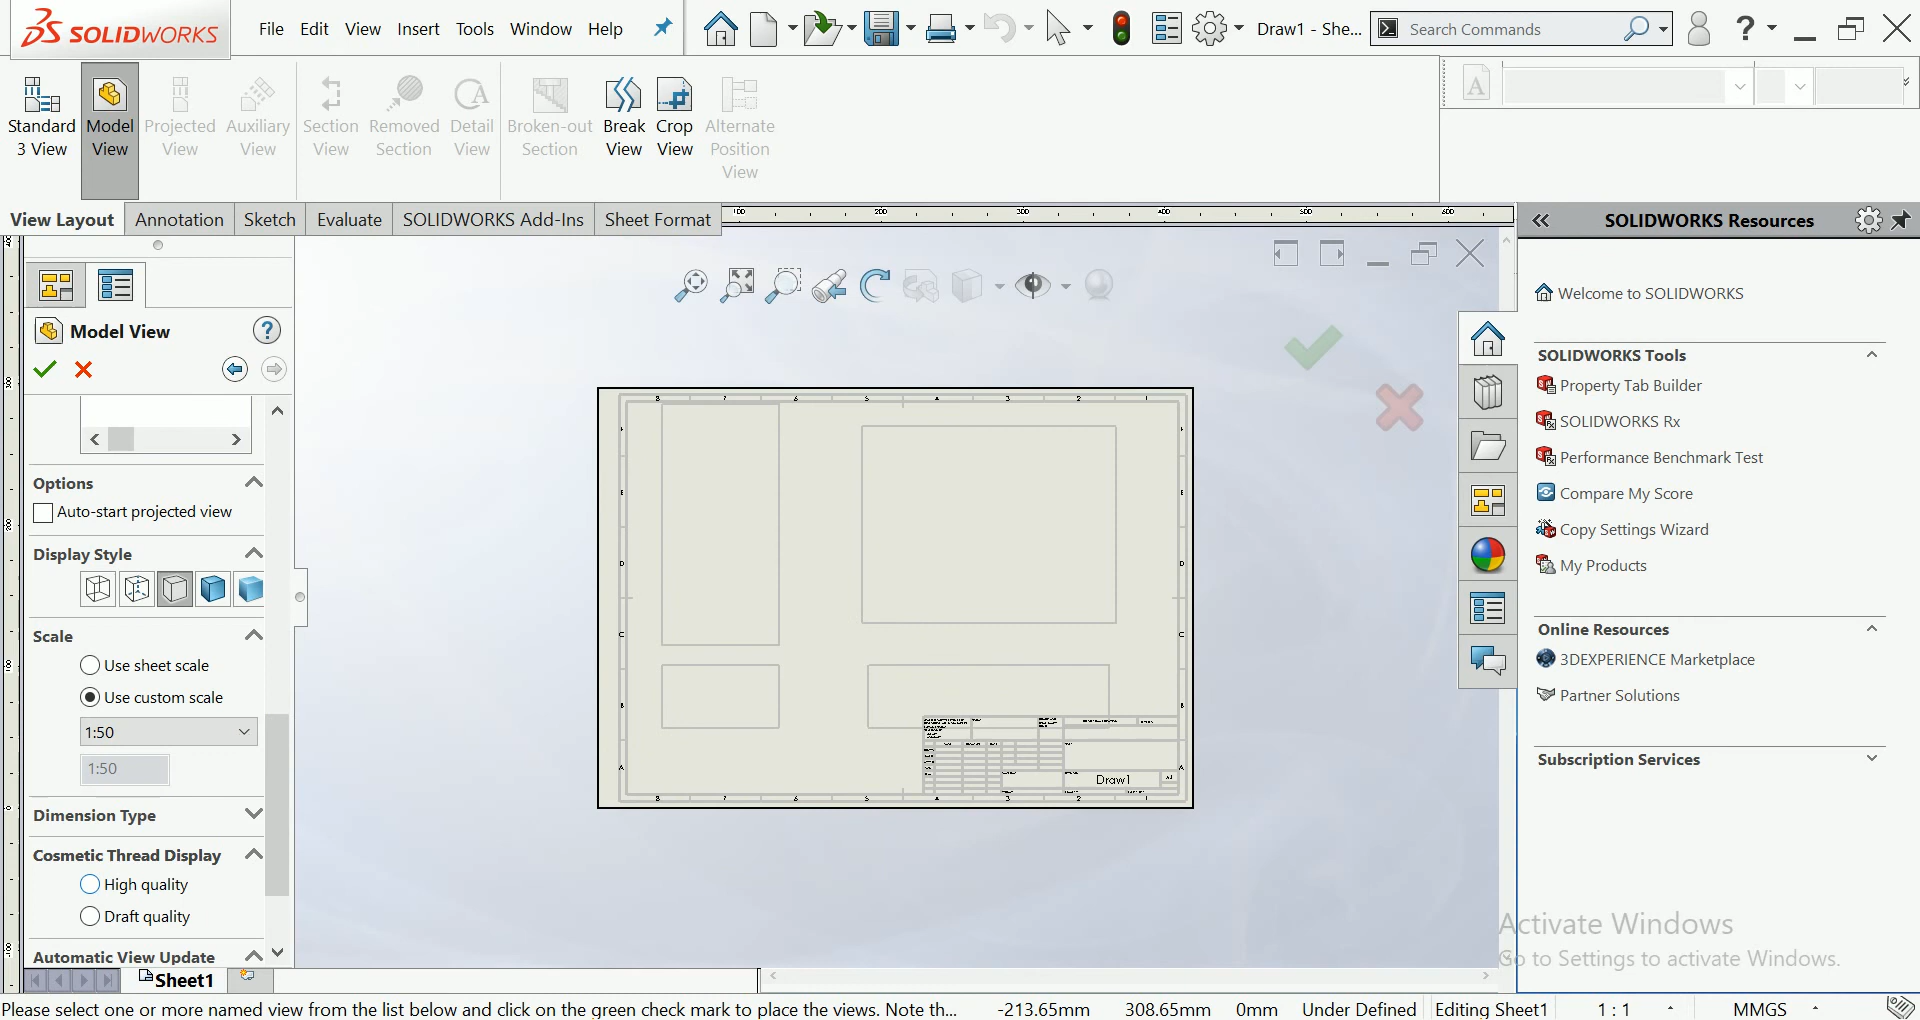 SOLIDWORKS
File Edit View Insert Tools Window Help
Draw1 - She...
Search Commands
?
Standard
3 View
Model
View
Projected
View
Auxiliary
View
Section
View
Removed
Section
Detail
View
Broken-out
Section
Break
View
Crop
View
Alternate
Position
View
View Layout
Annotation
Sketch
Evaluate
SOLIDWORKS Add-Ins
Sheet Format
SOLIDWORKS Resources
Model View
?
Options
Auto-start projected view
Display Style
Scale
Use sheet scale
Use custom scale
1:50
1:50
Dimension Type
Cosmetic Thread Display
High quality
Draft quality
Automatic View Update
Sheet1
Draw1
Welcome to SOLIDWORKS
SOLIDWORKS Tools
Property Tab Builder
SOLIDWORKS Rx
Performance Benchmark Test
Compare My Score
Copy Settings Wizard
My Products
Online Resources
3DEXPERIENCE Marketplace
Partner Solutions
Subscription Services
Activate Windows
Go to Settings to activate Windows.
Please select one or more named view from the list below and click on the green check mark to place the views. Note th...
-213.65mm 308.65mm 0mm Under Defined Editing Sheet1 1 : 1 MMGS